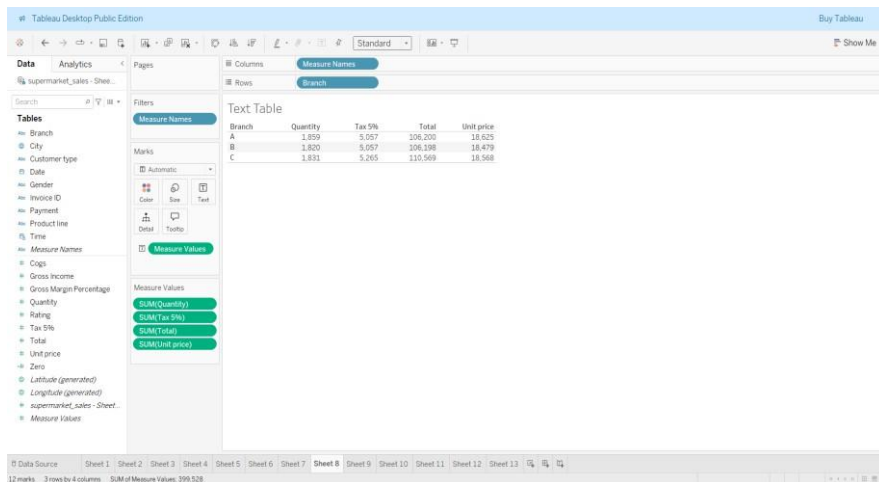 Tableau Desktop Public Edition
Buy Tableau
Standard
Show Me
Data Analytics
supermarket_sales - Shee...
Search
Tables
Abc Branch
City
Abc Customer type
Date
Abc Gender
Abc Invoice ID
Abc Payment
Abc Product line
Time
Abc Measure Names
Cogs
Gross Income
Gross Margin Percentage
Quantity
Rating
Tax 5%
Total
Unit price
Zero
Latitude (generated)
Longitude (generated)
supermarket_sales - Sheet...
Measure Values
Pages
Filters
Measure Names
Marks
Automatic
Color Size Text
Detail Tooltip
Measure Values
Measure Values
SUM(Quantity)
SUM(Tax 5%)
SUM(Total)
SUM(Unit price)
Columns Measure Names
Rows Branch
Text Table
Branch Quantity Tax 5% Total Unit price
A 1,859 5,057 106,200 18,625
B 1,820 5,057 106,198 18,479
C 1,831 5,265 110,569 18,568
Data Source Sheet 1 Sheet 2 Sheet 3 Sheet 4 Sheet 5 Sheet 6 Sheet 7 Sheet 8 Sheet 9 Sheet 10 Sheet 11 Sheet 12 Sheet 13
12 marks 3 rows by 4 columns SUM of Measure Values: 399,528